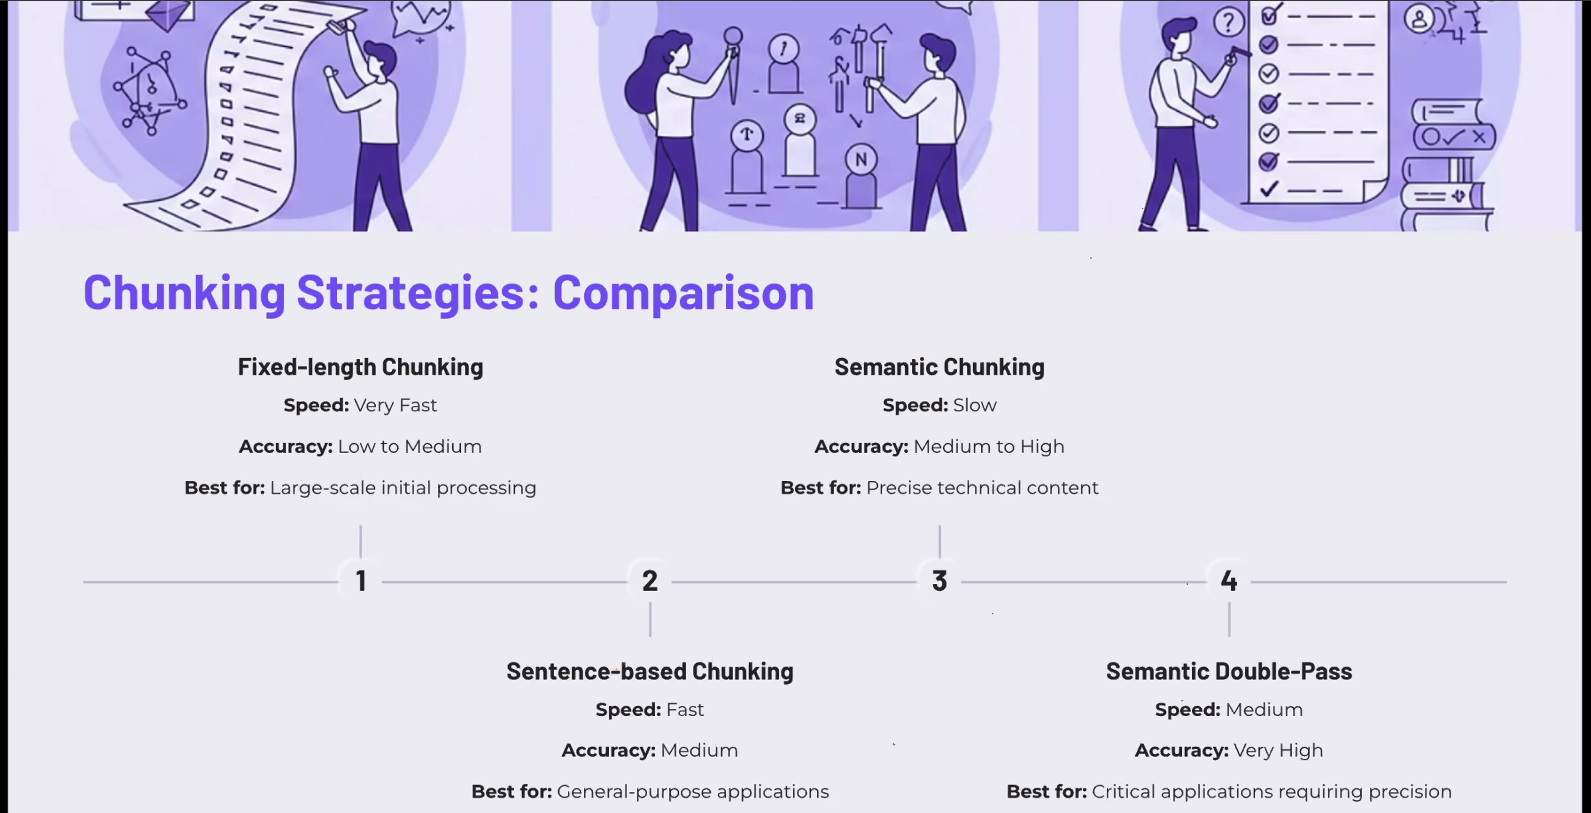 Chunking Strategies: Comparison
Fixed-length Chunking
Speed: Very Fast
Accuracy: Low to Medium
Best for: Large-scale initial processing
Semantic Chunking
Speed: Slow
Accuracy: Medium to High
Best for: Precise technical content
1
2
3
4
Sentence-based Chunking
Speed: Fast
Accuracy: Medium
Best for: General-purpose applications
Semantic Double-Pass
Speed: Medium
Accuracy: Very High
Best for: Critical applications requiring precision